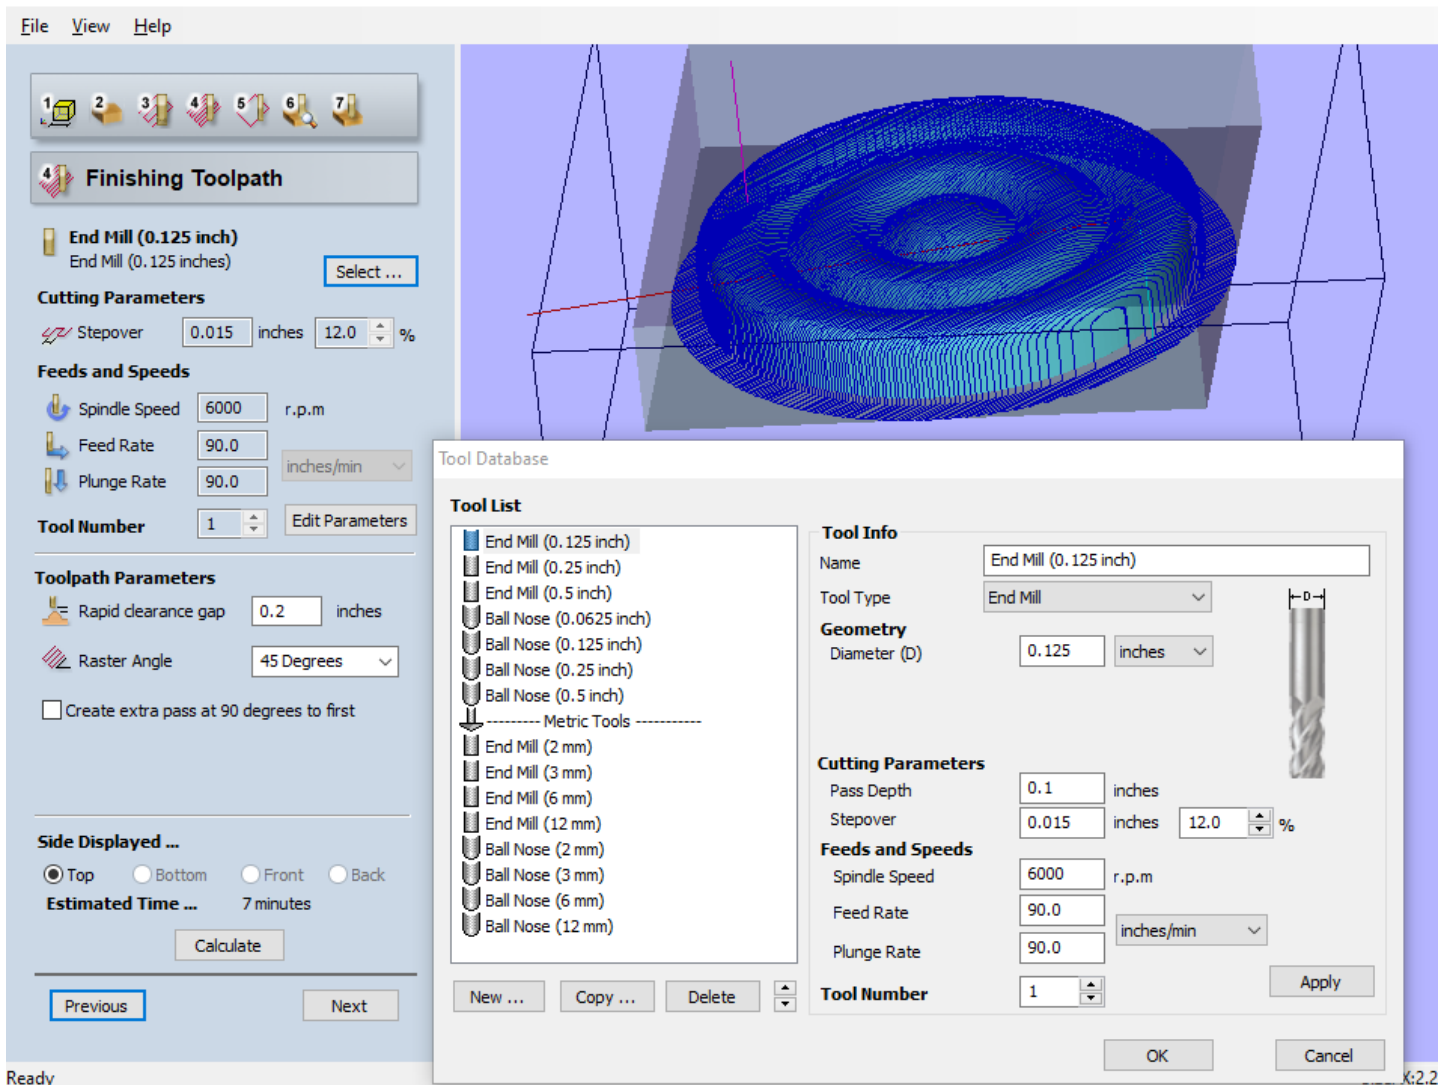 File View Help
1 2 3 4 5 6 7
4 Finishing Toolpath
End Mill (0.125 inch)
End Mill (0.125 inches)
Select ...
Cutting Parameters
Stepover 0.015 inches 12.0 %
Feeds and Speeds
Spindle Speed 6000 r.p.m
Feed Rate 90.0
inches/min
Plunge Rate 90.0
Tool Number 1 Edit Parameters
Toolpath Parameters
Rapid clearance gap 0.2 inches
Raster Angle 45 Degrees
Create extra pass at 90 degrees to first
Side Displayed ...
Top Bottom Front Back
Estimated Time ... 7 minutes
Calculate
Previous Next
Ready
Tool Database
Tool List
End Mill (0.125 inch)
End Mill (0.25 inch)
End Mill (0.5 inch)
Ball Nose (0.0625 inch)
Ball Nose (0.125 inch)
Ball Nose (0.25 inch)
Ball Nose (0.5 inch)
--------- Metric Tools -----------
End Mill (2 mm)
End Mill (3 mm)
End Mill (6 mm)
End Mill (12 mm)
Ball Nose (2 mm)
Ball Nose (3 mm)
Ball Nose (6 mm)
Ball Nose (12 mm)
New ... Copy ... Delete
Tool Info
Name End Mill (0.125 inch)
Tool Type End Mill
D
Geometry
Diameter (D) 0.125 inches
Cutting Parameters
Pass Depth 0.1 inches
Stepover 0.015 inches 12.0 %
Feeds and Speeds
Spindle Speed 6000 r.p.m
Feed Rate 90.0
inches/min
Plunge Rate 90.0
Apply
Tool Number 1
OK Cancel
X:2.2